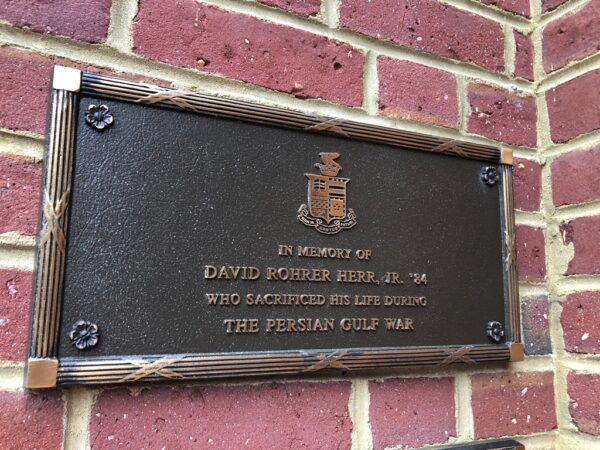 IN MEMORY OF
DAVID ROHRER HERR, JR. '84
WHO SACRIFICED HIS LIFE DURING
THE PERSIAN GULF WAR